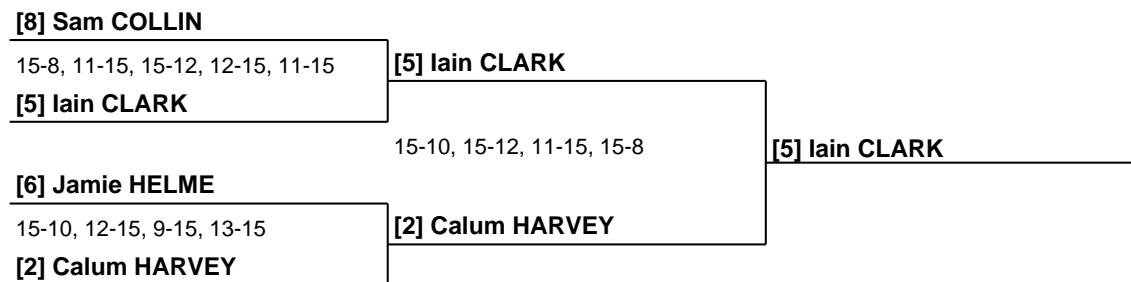 [8] Sam COLLIN
15-8, 11-15, 15-12, 12-15, 11-15
[5] Iain CLARK
[5] Iain CLARK
15-10, 15-12, 11-15, 15-8
[5] Iain CLARK
[6] Jamie HELME
15-10, 12-15, 9-15, 13-15
[2] Calum HARVEY
[2] Calum HARVEY